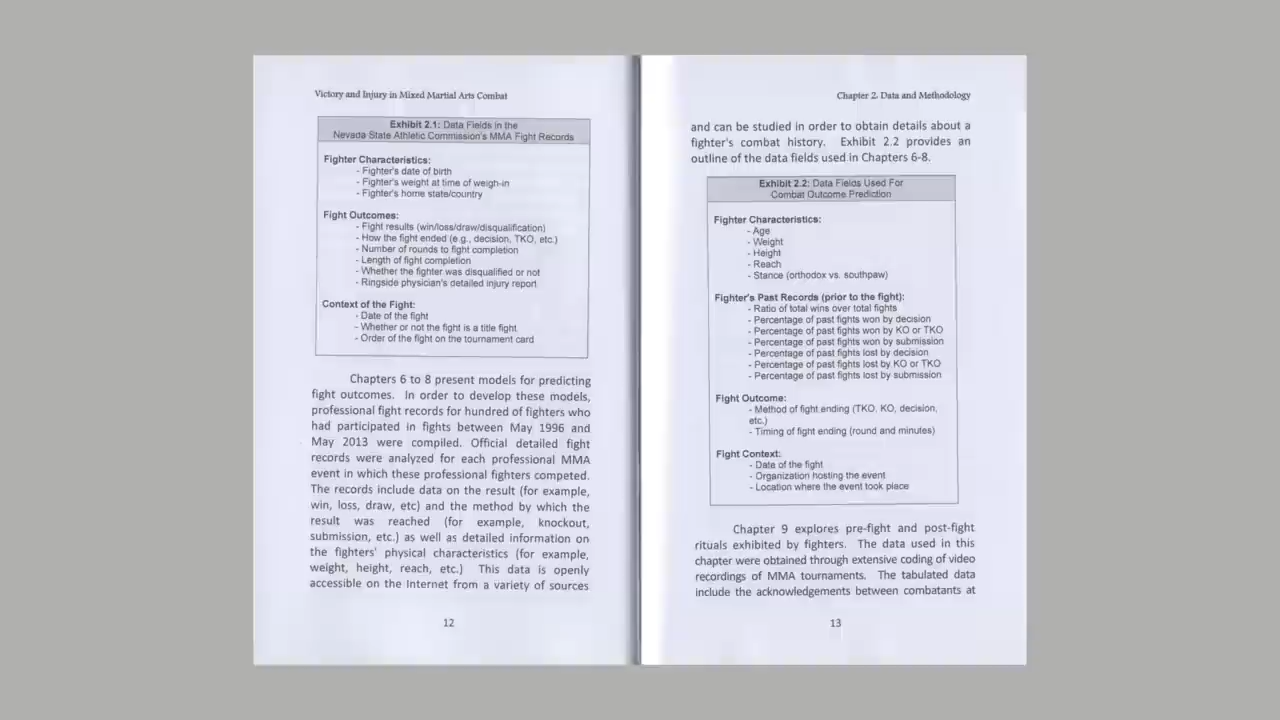 Victory and Injury in Mixed Martial Arts Combat
Exhibit 2.1: Data Fields in the
Nevada State Athletic Commission's MMA Fight Records
Fighter Characteristics:
- Fighter's date of birth
- Fighter's weight at time of weigh-in
- Fighter's home state/country
Fight Outcomes:
- Fight results (win/loss/draw/disqualification)
- How the fight ended (e.g., decision, TKO, etc.)
- Number of rounds to fight completion
- Length of fight completion
- Whether the fighter was disqualified or not
- Ringside physician's detailed injury report
Context of the Fight:
- Date of the fight
- Whether or not the fight is a title fight
- Order of the fight on the tournament card
Chapters 6 to 8 present models for predicting
fight outcomes. In order to develop these models,
professional fight records for hundred of fighters who
had participated in fights between May 1996 and
May 2013 were compiled. Official detailed fight
records were analyzed for each professional MMA
event in which these professional fighters competed.
The records include data on the result (for example,
win, loss, draw, etc) and the method by which the
result was reached (for example, knockout,
submission, etc.) as well as detailed information on
the fighters' physical characteristics (for example,
weight, height, reach, etc.) This data is openly
accessible on the Internet from a variety of sources
12
Chapter 2. Data and Methodology
and can be studied in order to obtain details about a
fighter's combat history. Exhibit 2.2 provides an
outline of the data fields used in Chapters 6-8.
Exhibit 2.2: Data Fields Used For
Combat Outcome Prediction
Fighter Characteristics:
- Age
- Weight
- Height
- Reach
- Stance (orthodox vs. southpaw)
Fighter's Past Records (prior to the fight):
- Ratio of total wins over total fights
- Percentage of past fights won by decision
- Percentage of past fights won by KO or TKO
- Percentage of past fights won by submission
- Percentage of past fights lost by decision
- Percentage of past fights lost by KO or TKO
- Percentage of past fights lost by submission
Fight Outcome:
- Method of fight ending (TKO, KO, decision,
etc.)
- Timing of fight ending (round and minutes)
Fight Context:
- Date of the fight
- Organization hosting the event
- Location where the event took place
Chapter 9 explores pre-fight and post-fight
rituals exhibited by fighters. The data used in this
chapter were obtained through extensive coding of video
recordings of MMA tournaments. The tabulated data
include the acknowledgements between combatants at
13